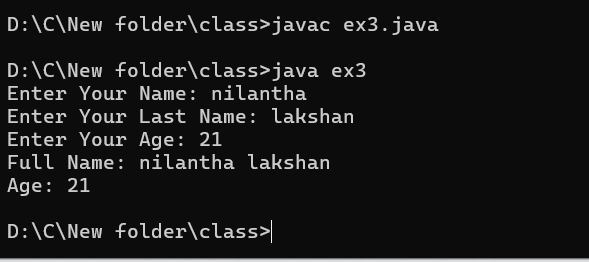 D:\C\New folder\class>javac ex3.java
D:\C\New folder\class>java ex3
Enter Your Name: nilantha
Enter Your Last Name: lakshan
Enter Your Age: 21
Full Name: nilantha lakshan
Age: 21
D:\C\New folder\class>